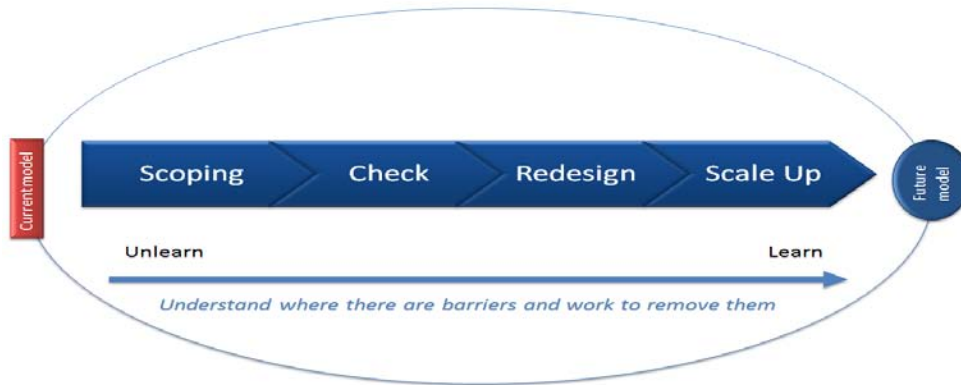 Current model
Scoping
Check
Redesign
Scale Up
Future
model
Unlearn
Learn
Understand where there are barriers and work to remove them